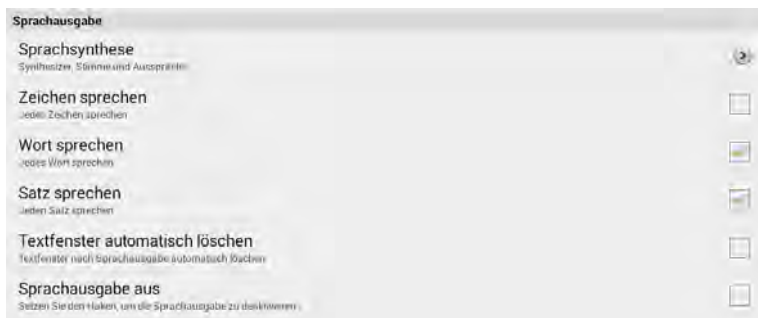 Sprachausgabe
Sprachsynthese
Synthesizer, Stimme und Aussprache
Zeichen sprechen
Jedes Zeichen sprechen
Wort sprechen
Jedes Wort sprechen
Satz sprechen
Jeden Satz sprechen
Textfenster automatisch löschen
Textfenster nach Sprachausgabe automatisch löschen
Sprachausgabe aus
Setzen Sie den Haken, um die Sprachausgabe zu deaktivieren